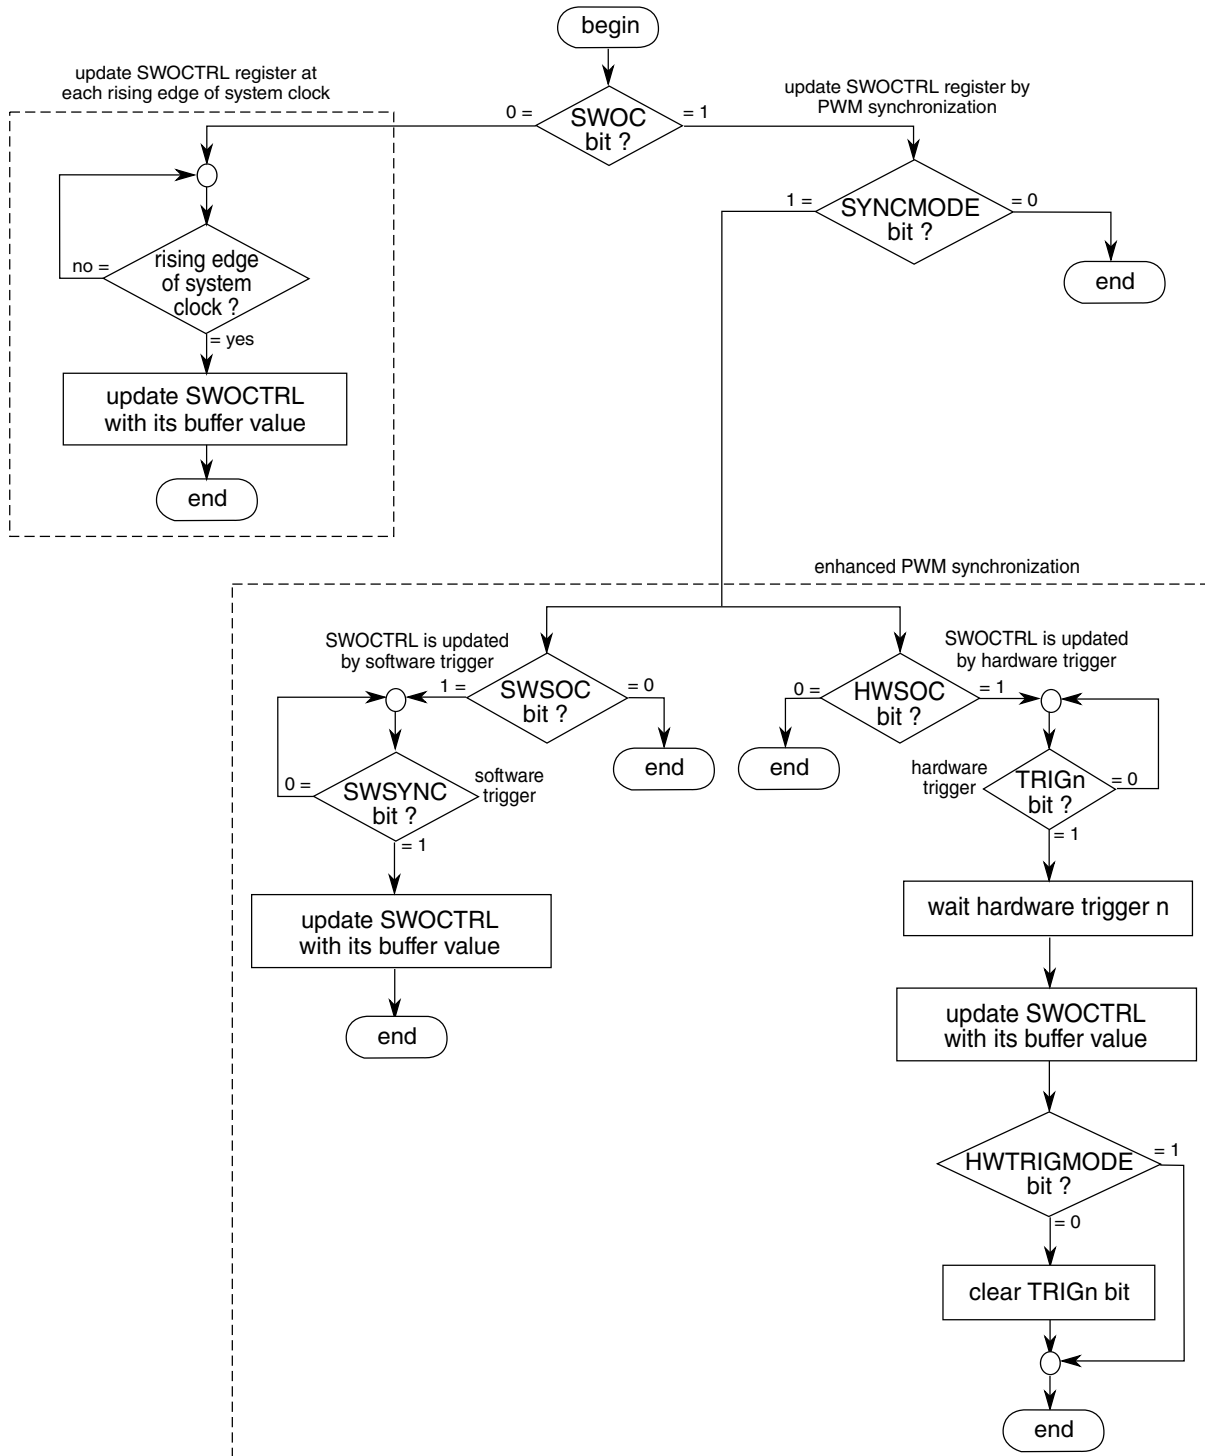 begin
update SWOCTRL register at
each rising edge of system clock
update SWOCTRL register by
PWM synchronization
0 =
SWOC
bit ?
= 1
1 =
SYNCMODE
bit ?
= 0
end
no =
rising edge
of system
clock ?
= yes
update SWOCTRL
with its buffer value
end
enhanced PWM synchronization
SWOCTRL is updated
by software trigger
SWOCTRL is updated
by hardware trigger
1 =
SWSOC
bit ?
= 0
end
0 =
HWSOC
bit ?
= 1
end
0 =
SWSYNC
bit ?
software
trigger
= 1
hardware
trigger
TRIGn
bit ?
= 0
= 1
update SWOCTRL
with its buffer value
end
wait hardware trigger n
update SWOCTRL
with its buffer value
HWTRIGMODE
bit ?
= 1
= 0
clear TRIGn bit
end